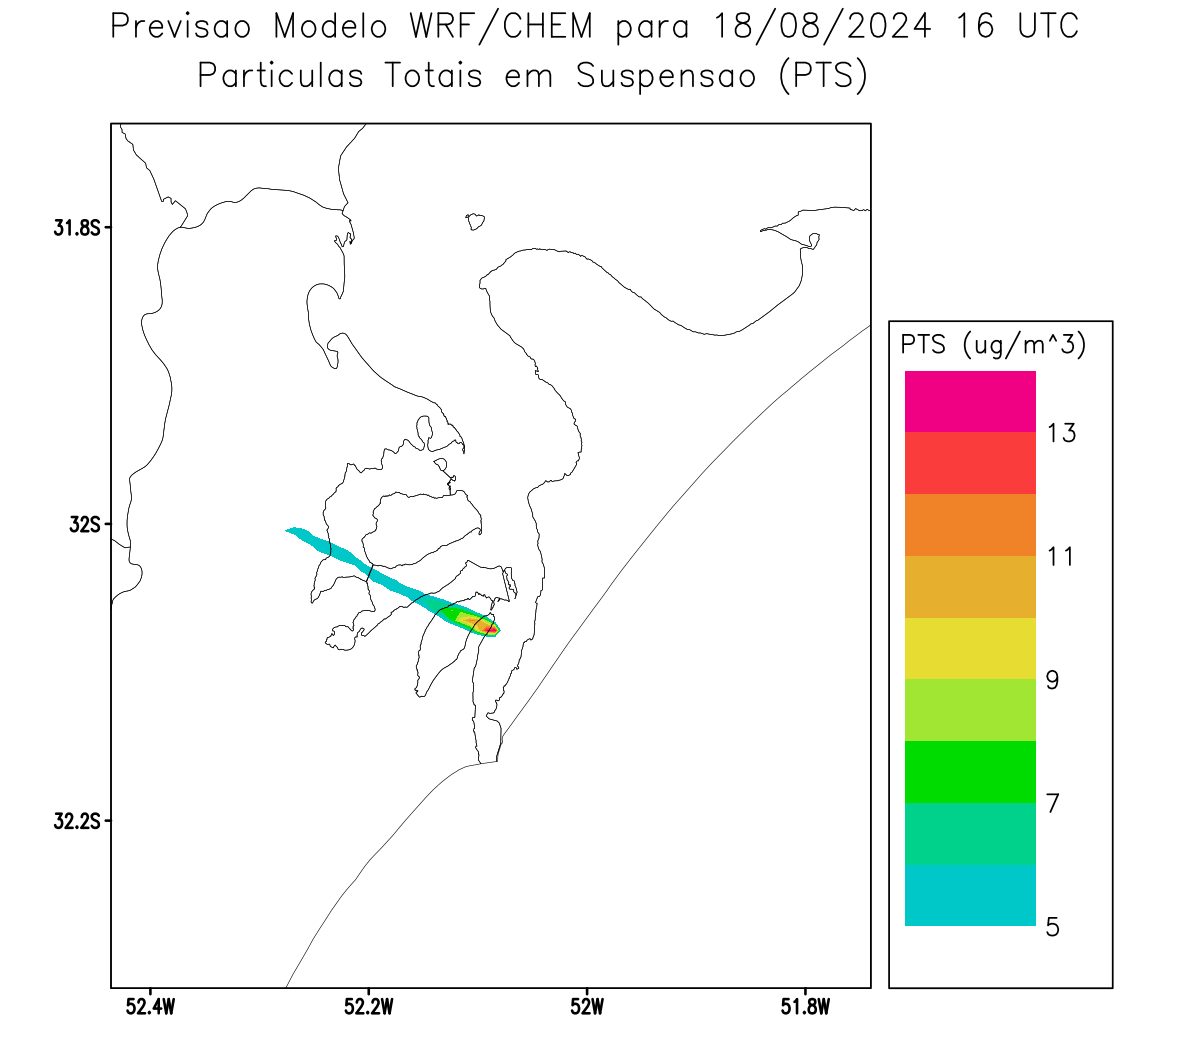 Previsao Modelo WRF/CHEM para 18/08/2024 16 UTC
Particulas Totais em Suspensao (PTS)
31.8S
32S
32.2S
52.4W
52.2W
52W
51.8W
PTS (ug/m^3)
13
11
9
7
5